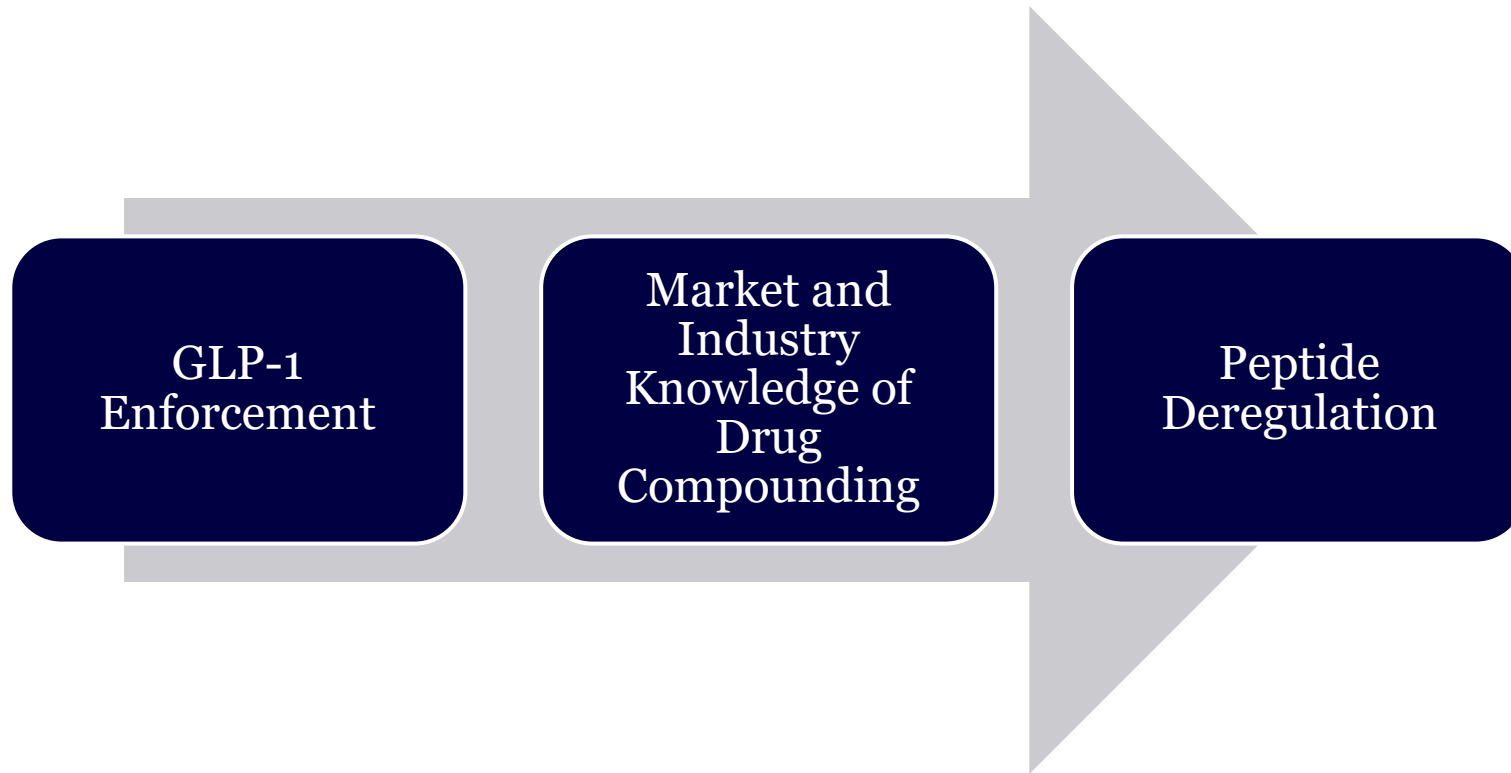 GLP-1
Enforcement
Market and
Industry
Knowledge of
Drug
Compounding
Peptide
Deregulation